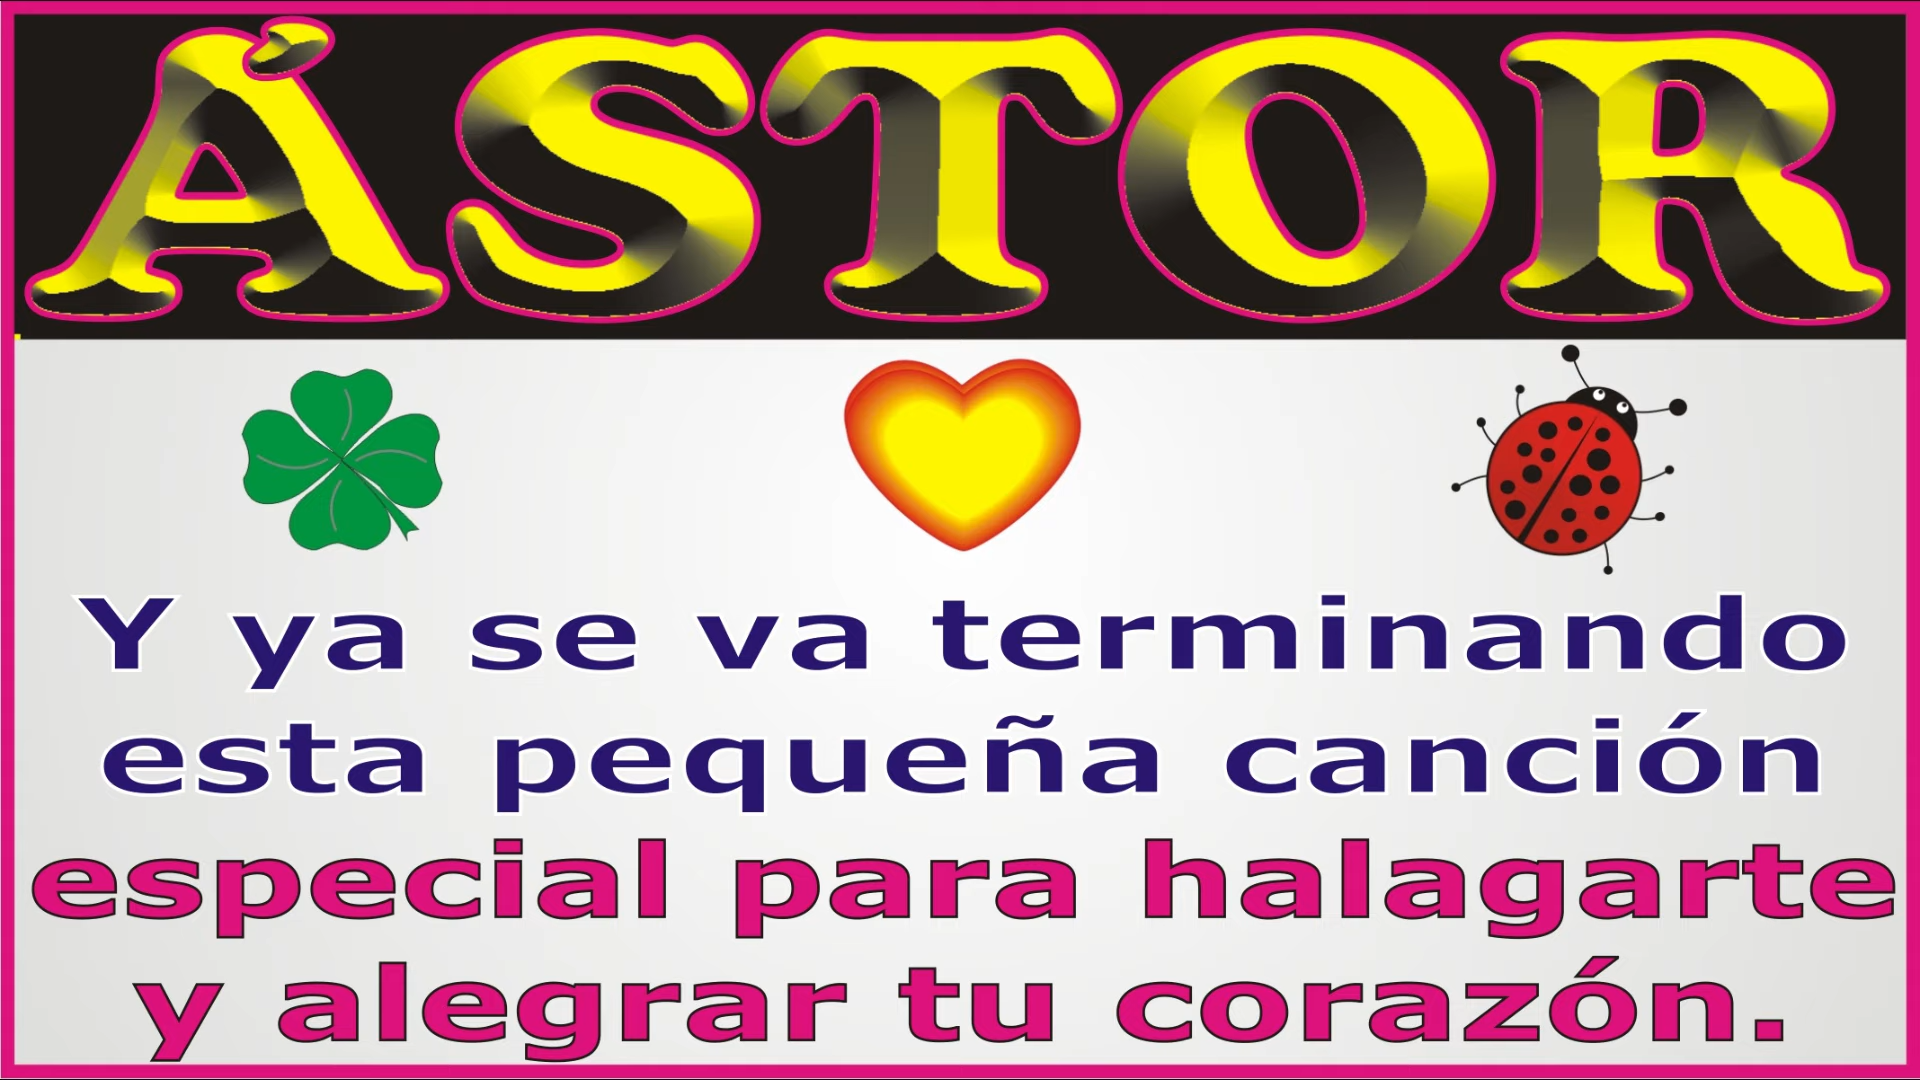 ÁSTOR
Y ya se va terminando
esta pequeña canción
especial para halagarte
y alegrar tu corazón.